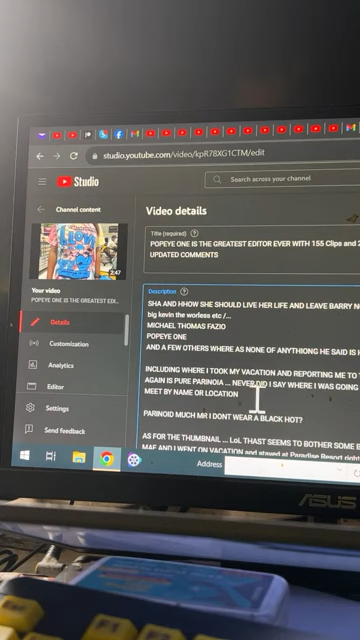 studio.youtube.com/video/kpR78XG1CTM/edit
Studio
Search across your channel
Channel content
Video details
Title (required)
POPEYE ONE IS THE GREATEST EDITOR EVER WITH 155 Clips and
UPDATED COMMENTS
I LOV
2:47
Your video
POPEYE ONE IS THE GREATEST EDI...
Details
Customization
Analytics
Editor
Settings
Send feedback
Description
SHA AND HHOW SHE SHOULD LIVE HER LIFE AND LEAVE BARRY
big kevin the worless etc /...
MICHAEL THOMAS FAZIO
POPEYE ONE
AND A FEW OTHERS WHERE AS NONE OF ANYTHIONG HE SAID IS
INCLUDING WHERE I TOOK MY VACATION AND REPORTING ME TO
AGAIN IS PURE PARINOIA ... NEVER DID I SAY WHERE I WAS GOING
MEET BY NAME OR LOCATION
PARINOID MUCH MR I DONT WEAR A BLACK HOT?
AS FOR THE THUMBNAIL ... LoL THAST SEEMS TO BOTHER SOME
MAE AND I WENT ON VACATION and stayed at Paradise Resort right
Address
ASUS